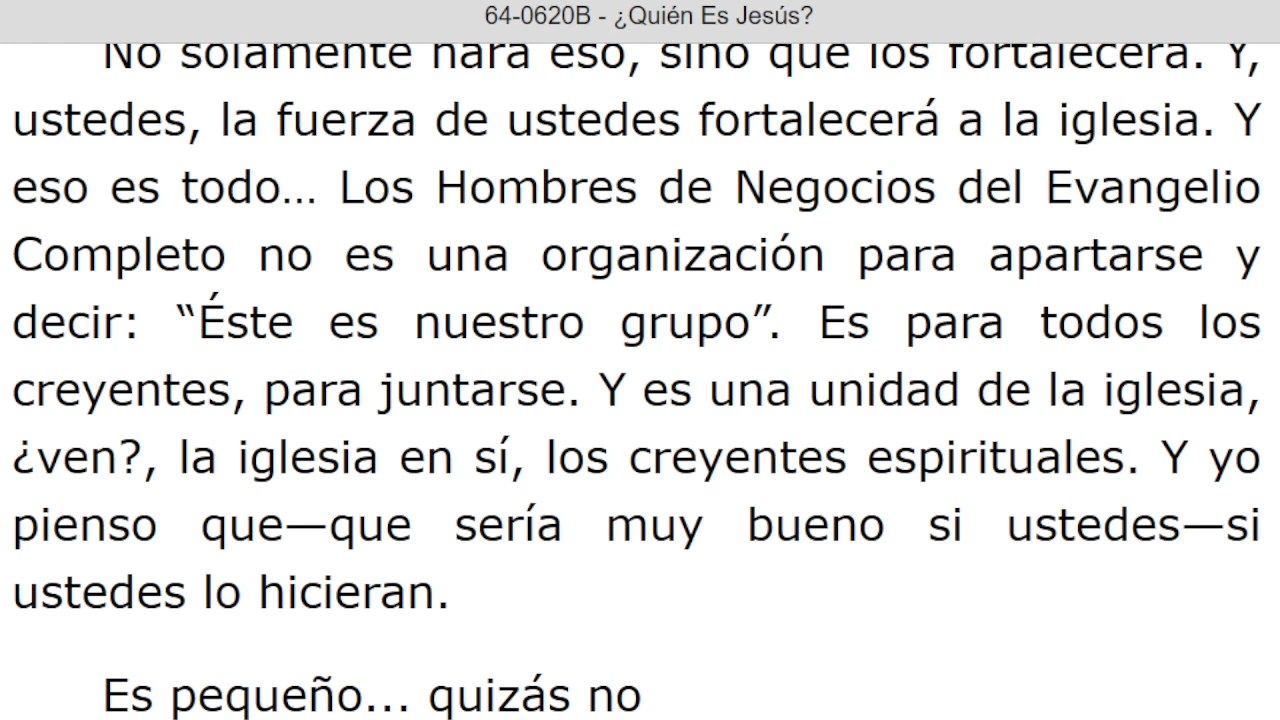 64-0620B - ¿Quién Es Jesús?
No solamente hará eso, sino que los fortalecerá. Y,
ustedes, la fuerza de ustedes fortalecerá a la iglesia. Y
eso es todo... Los Hombres de Negocios del Evangelio
Completo no es una organización para apartarse y
decir: “Éste es nuestro grupo”. Es para todos los
creyentes, para juntarse. Y es una unidad de la iglesia,
¿ven?, la iglesia en sí, los creyentes espirituales. Y yo
pienso que—que sería muy bueno si ustedes—si
ustedes lo hicieran.
Es pequeño... quizás no